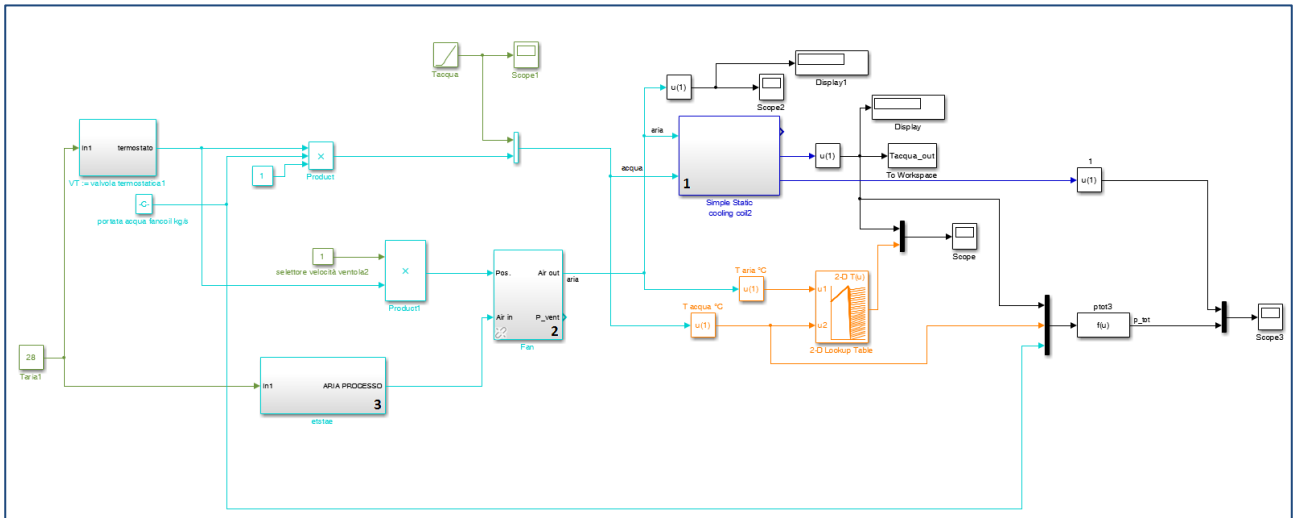 Tacqua
Scope1
u(1)
Scope2
Display1
Display
In1
termostato
VT := valvola termostatica1
×
Product
1
-C-
portata acqua fancoil kg/s
aria
acqua
1
Simple Static
cooling coil2
u(1)
Tacqua_out
To Workspace
1
u(1)
1
selettore velocità ventola2
×
Product1
Pos.
Air out
Air in
P_vent
2
Fan
aria
T aria °C
u(1)
T acqua °C
u(1)
2-D T(u)
u1
u2
2-D Lookup Table
Scope
28
Taria1
In1
ARIA PROCESSO
3
etatae
ptot3
f(u)
p_tot
Scope3